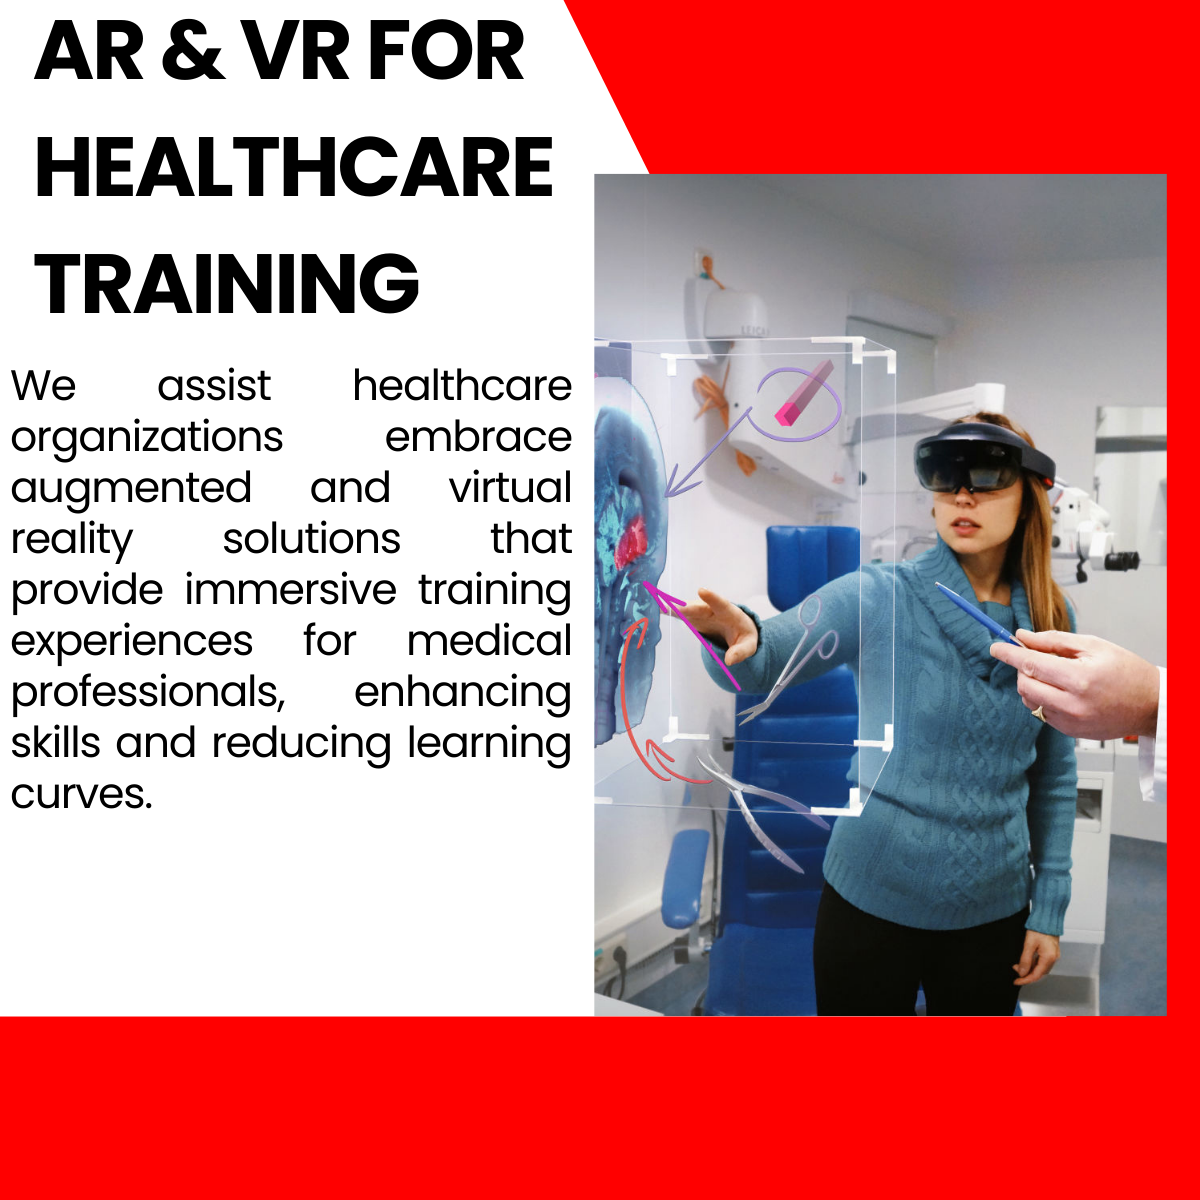 AR & VR FOR
HEALTHCARE
TRAINING
We assist healthcare
organizations embrace
augmented and virtual
reality solutions that
provide immersive training
experiences for medical
professionals, enhancing
skills and reducing learning
curves.
LEICA